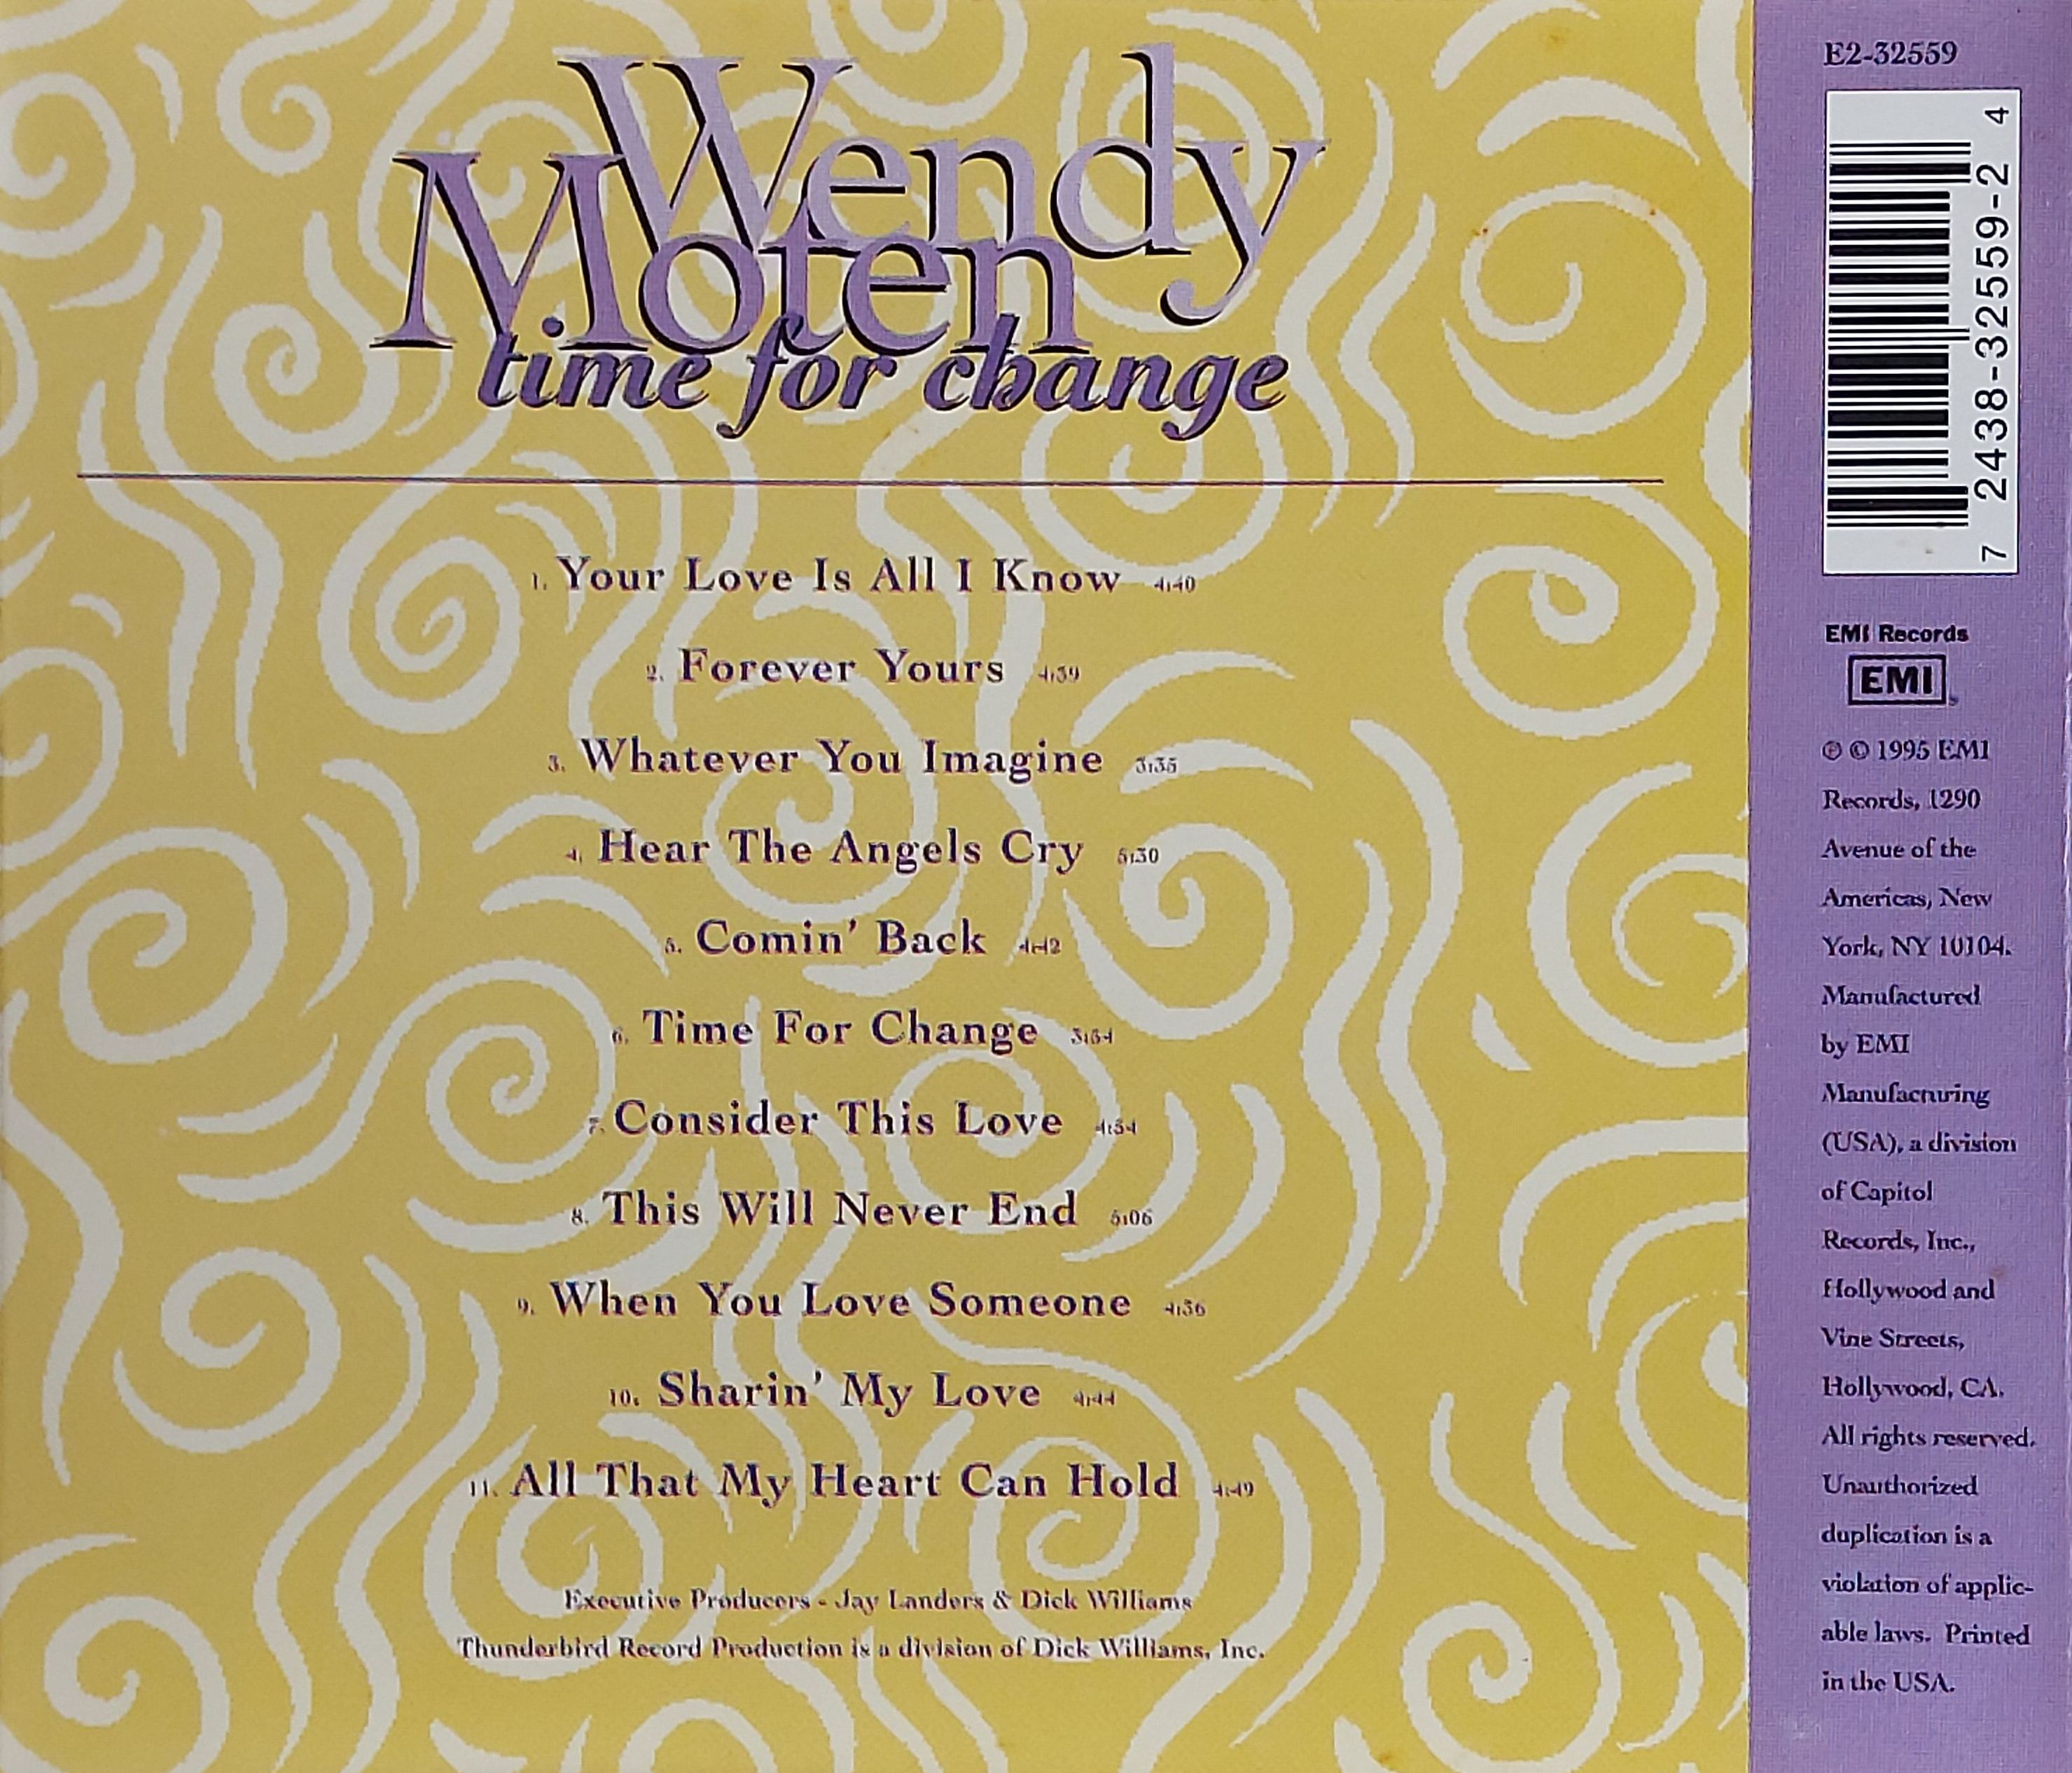 Wendy
Moten
time for change
1. Your Love Is All I Know 4:40
2. Forever Yours 4:39
3. Whatever You Imagine 3:35
4. Hear The Angels Cry 5:30
5. Comin' Back 4:42
6. Time For Change 3:54
7. Consider This Love 4:54
8. This Will Never End 5:06
9. When You Love Someone 4:36
10. Sharin' My Love 4:44
11. All That My Heart Can Hold 4:49
Executive Producers - Jay Landers & Dick Williams
Thunderbird Record Production is a division of Dick Williams, Inc.
E2-32559
7 2438-32559-2 4
EMI Records
EMI
℗ © 1995 EMI
Records, 1290
Avenue of the
Americas, New
York, NY 10104.
Manufactured
by EMI
Manufacturing
(USA), a division
of Capitol
Records, Inc.,
Hollywood and
Vine Streets,
Hollywood, CA.
All rights reserved.
Unauthorized
duplication is a
violation of applic-
able laws. Printed
in the USA.